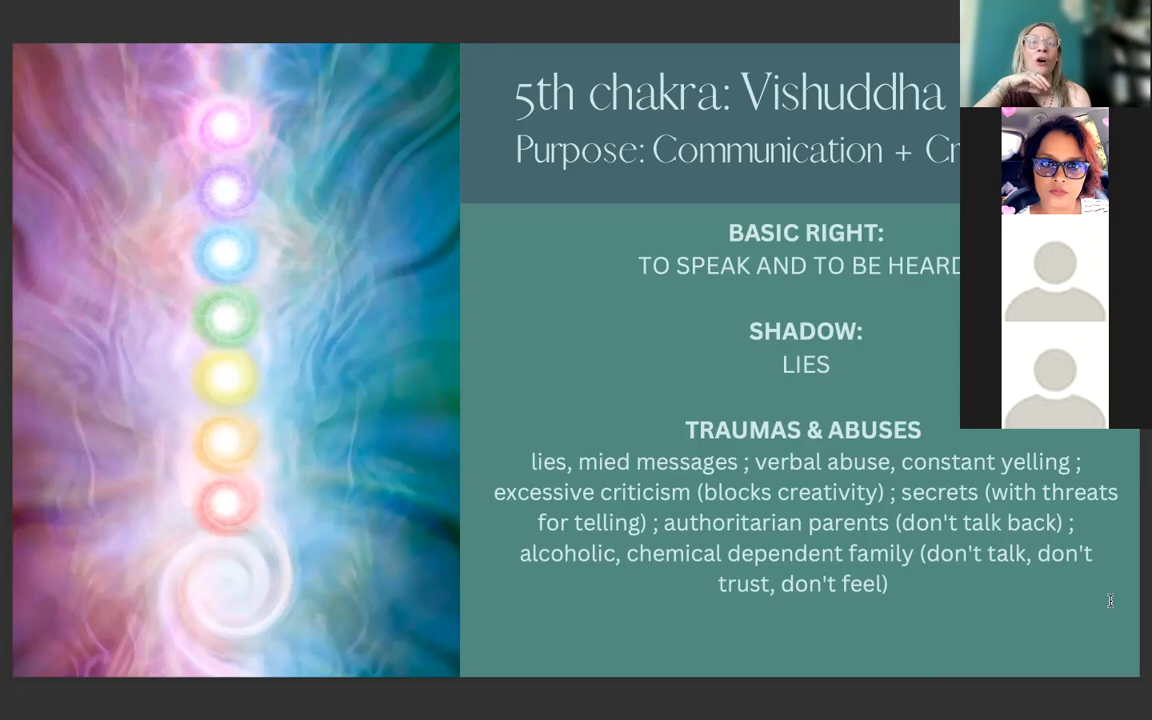 5th chakra: Vishuddha
Purpose: Communication +
BASIC RIGHT:
TO SPEAK AND TO BE HEARD
SHADOW:
LIES
TRAUMAS & ABUSES
lies, mied messages ; verbal abuse, constant yelling ;
excessive criticism (blocks creativity) ; secrets (with threats
for telling) ; authoritarian parents (don't talk back) ;
alcoholic, chemical dependent family (don't talk, don't
trust, don't feel)